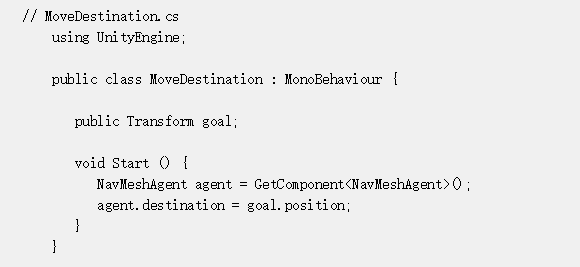 // MoveDestination.cs
using UnityEngine;
public class MoveDestination : MonoBehaviour {
public Transform goal;
void Start () {
NavMeshAgent agent = GetComponent<NavMeshAgent>();
agent.destination = goal.position;
}
}